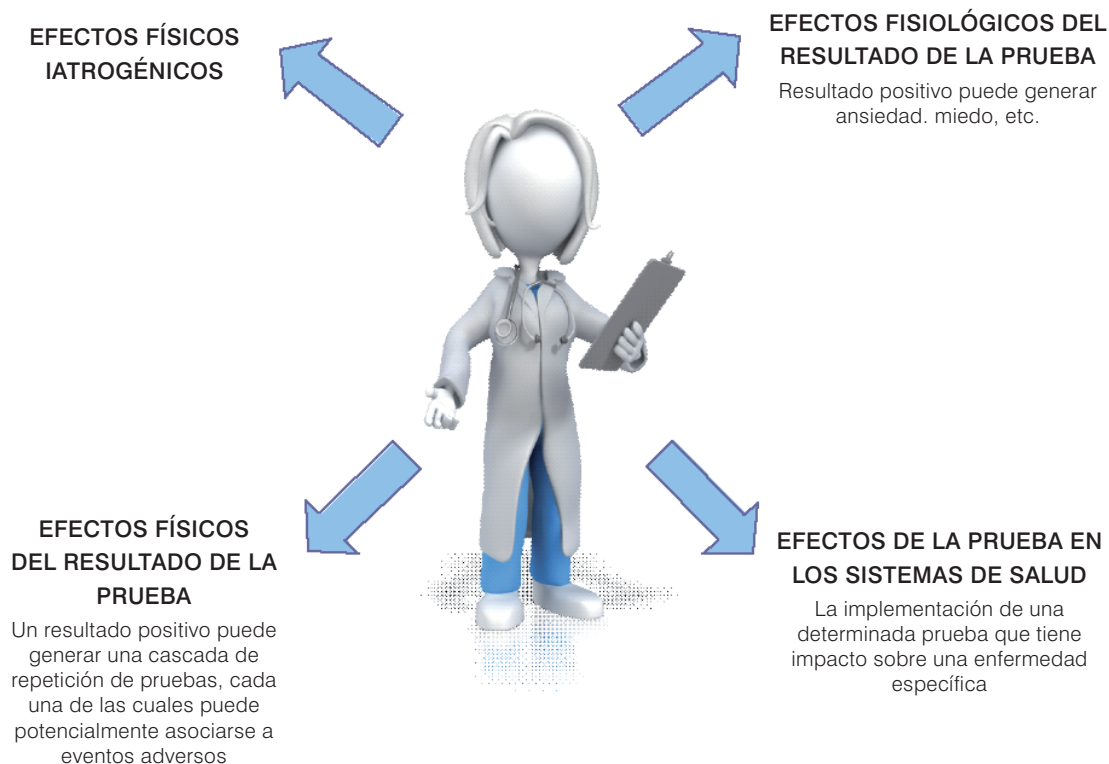 EFECTOS FÍSICOS
IATROGÉNICOS
EFECTOS FISIOLÓGICOS DEL
RESULTADO DE LA PRUEBA
Resultado positivo puede generar
ansiedad. miedo, etc.
EFECTOS FÍSICOS
DEL RESULTADO DE LA
PRUEBA
Un resultado positivo puede
generar una cascada de
repetición de pruebas, cada
una de las cuales puede
potencialmente asociarse a
eventos adversos
EFECTOS DE LA PRUEBA EN
LOS SISTEMAS DE SALUD
La implementación de una
determinada prueba que tiene
impacto sobre una enfermedad
específica